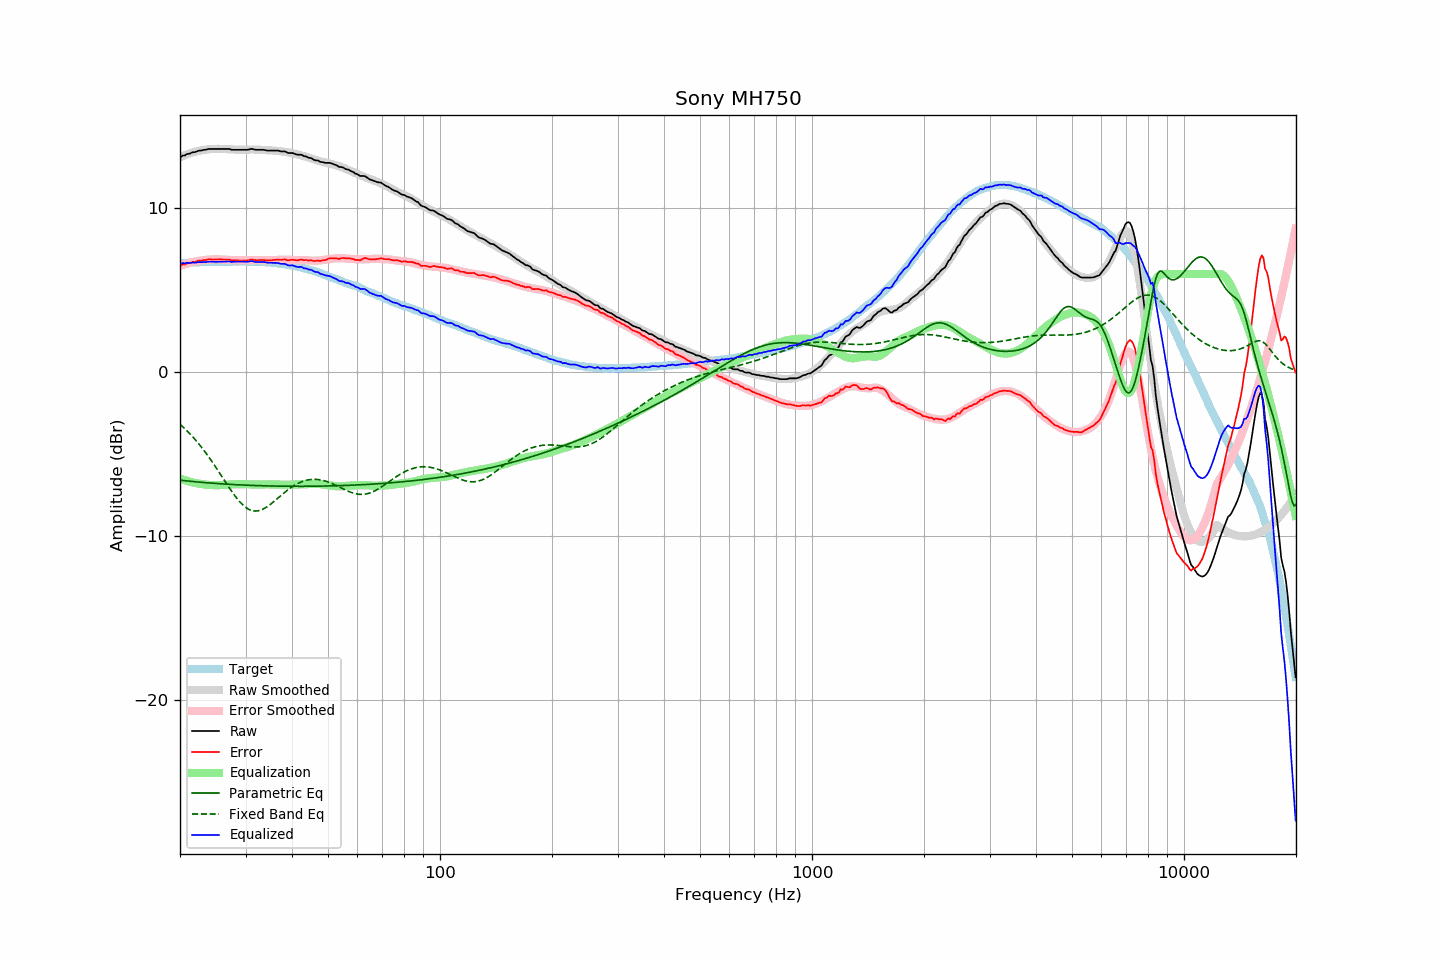 Sony MH750
Amplitude (dBr)
10
0
−10
−20
Target
Raw Smoothed
Error Smoothed
Raw
Error
Equalization
Parametric Eq
Fixed Band Eq
Equalized
100
1000
10000
Frequency (Hz)